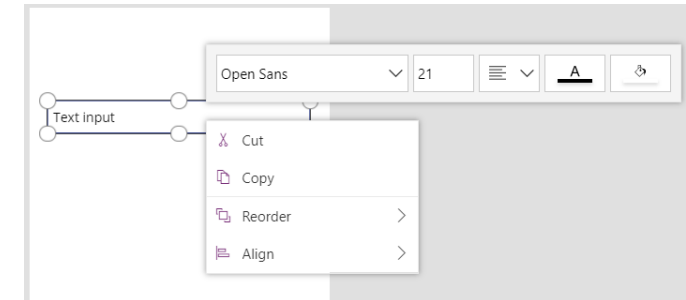 Open Sans 21 A
Text input
Cut
Copy
Reorder
Align